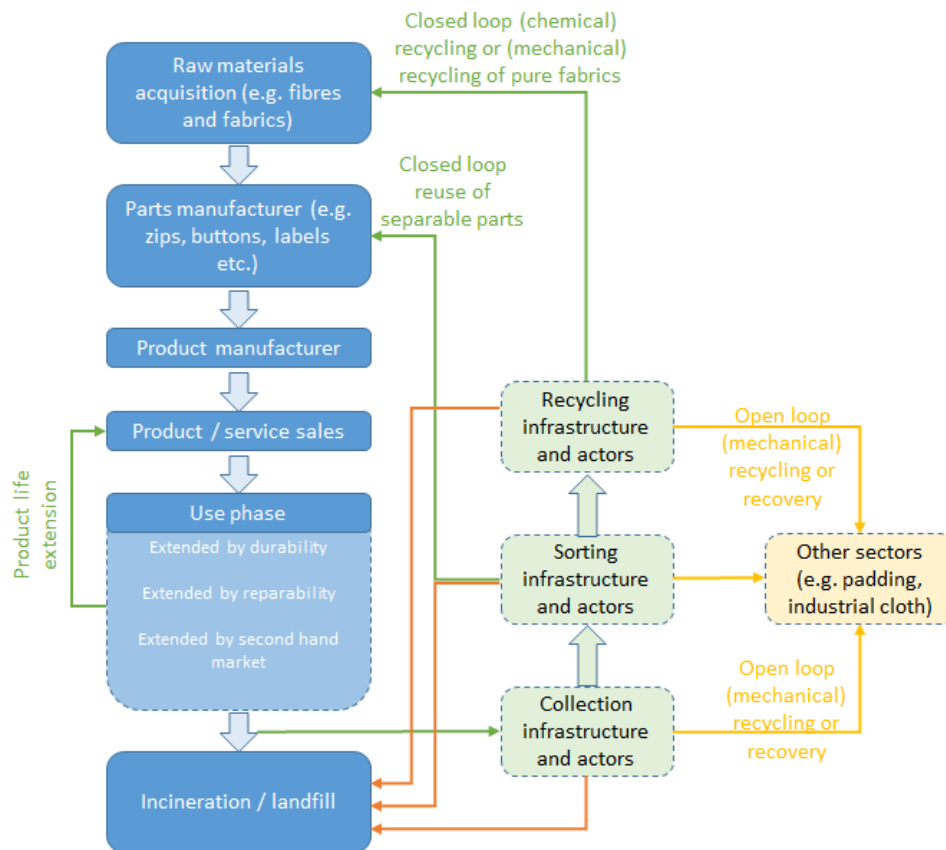 Closed loop (chemical)
recycling or (mechanical)
recycling of pure fabrics
Raw materials
acquisition (e.g. fibres
and fabrics)
Closed loop
reuse of
separable parts
Parts manufacturer (e.g.
zips, buttons, labels
etc.)
Product manufacturer
Product / service sales
Product life
extension
Use phase
Extended by durability
Extended by reparability
Extended by second hand
market
Incineration / landfill
Recycling
infrastructure
and actors
Sorting
infrastructure
and actors
Collection
infrastructure
and actors
Open loop
(mechanical)
recycling or
recovery
Other sectors
(e.g. padding,
industrial cloth)
Open loop
(mechanical)
recycling or
recovery